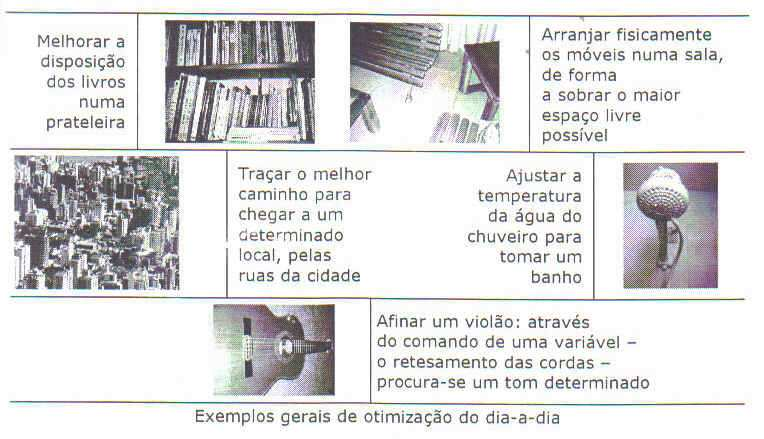 Melhorar a
disposição
dos livros
numa
prateleira
Arranjar fisicamente
os móveis numa sala,
de forma
a sobrar o maior
espaço livre
possível
Traçar o melhor
caminho para
chegar a um
determinado
local, pelas
ruas da cidade
Ajustar a
temperatura
da água do
chuveiro para
tomar um
banho
Afinar um violão: através
do comando de uma variável –
o retesamento das cordas –
procura-se um tom determinado
Exemplos gerais de otimização do dia-a-dia